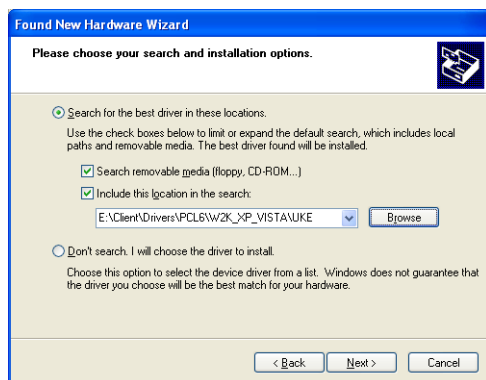 Found New Hardware Wizard
Please choose your search and installation options.
Search for the best driver in these locations.
Use the check boxes below to limit or expand the default search, which includes local
paths and removable media. The best driver found will be installed.
Search removable media (floppy, CD-ROM...)
Include this location in the search:
E:\Client\Drivers\PCL6\W2K_XP_VISTA\UKE
Browse
Don't search. I will choose the driver to install.
Choose this option to select the device driver from a list. Windows does not guarantee that
the driver you choose will be the best match for your hardware.
< Back Next > Cancel